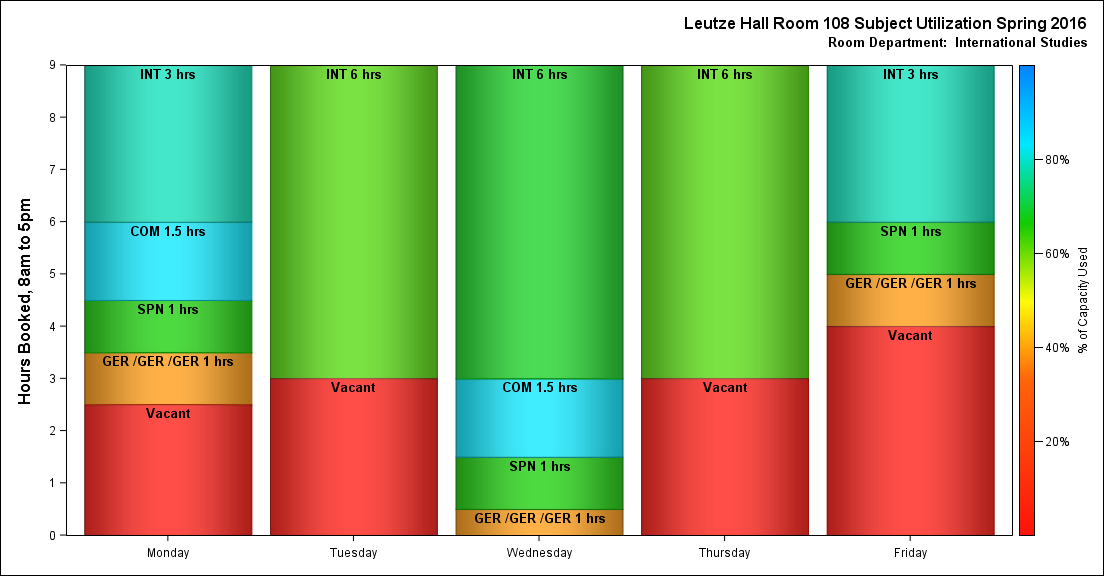 Leutze Hall Room 108 Subject Utilization Spring 2016
Room Department:  International Studies
Hours Booked, 8am to 5pm
9
8
7
6
5
4
3
2
1
0
INT 3 hrs
COM 1.5 hrs
SPN 1 hrs
GER /GER /GER 1 hrs
Vacant
INT 6 hrs
Vacant
INT 6 hrs
COM 1.5 hrs
SPN 1 hrs
GER /GER /GER 1 hrs
INT 6 hrs
Vacant
INT 3 hrs
SPN 1 hrs
GER /GER /GER 1 hrs
Vacant
Monday
Tuesday
Wednesday
Thursday
Friday
80%
60%
40%
20%
% of Capacity Used